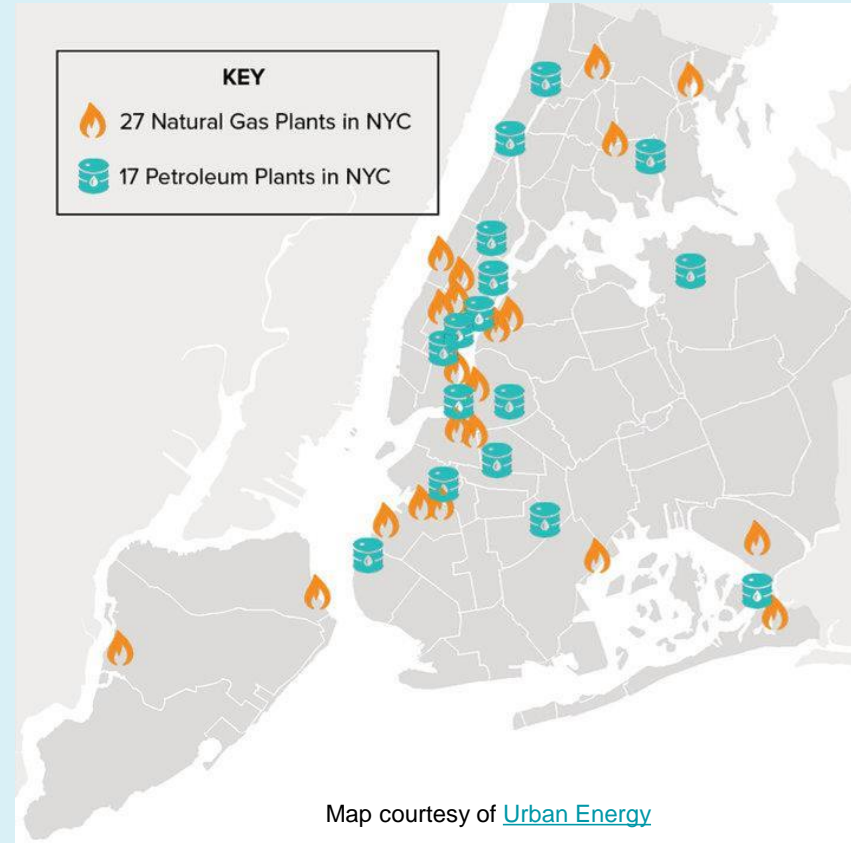 KEY
27 Natural Gas Plants in NYC
17 Petroleum Plants in NYC
Map courtesy of Urban Energy